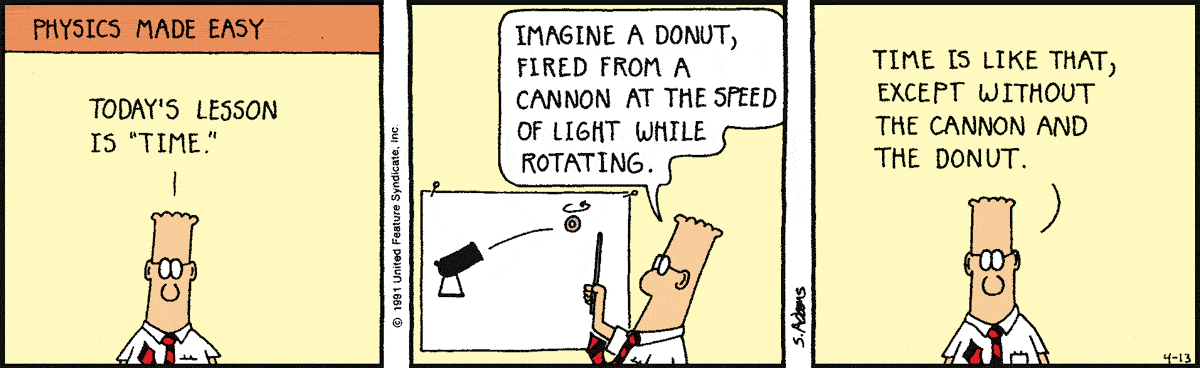 PHYSICS MADE EASY
TODAY'S LESSON
IS "TIME."
© 1991 United Feature Syndicate, Inc.
IMAGINE A DONUT,
FIRED FROM A
CANNON AT THE SPEED
OF LIGHT WHILE
ROTATING.
S.Adams
TIME IS LIKE THAT,
EXCEPT WITHOUT
THE CANNON AND
THE DONUT.
4-13